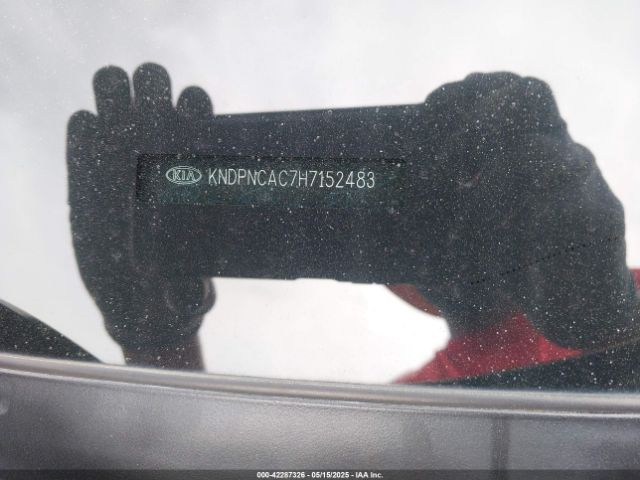 KIA KNDPNCAC7H7152483
000-42287326 - 05/15/2025 - IAA Inc.